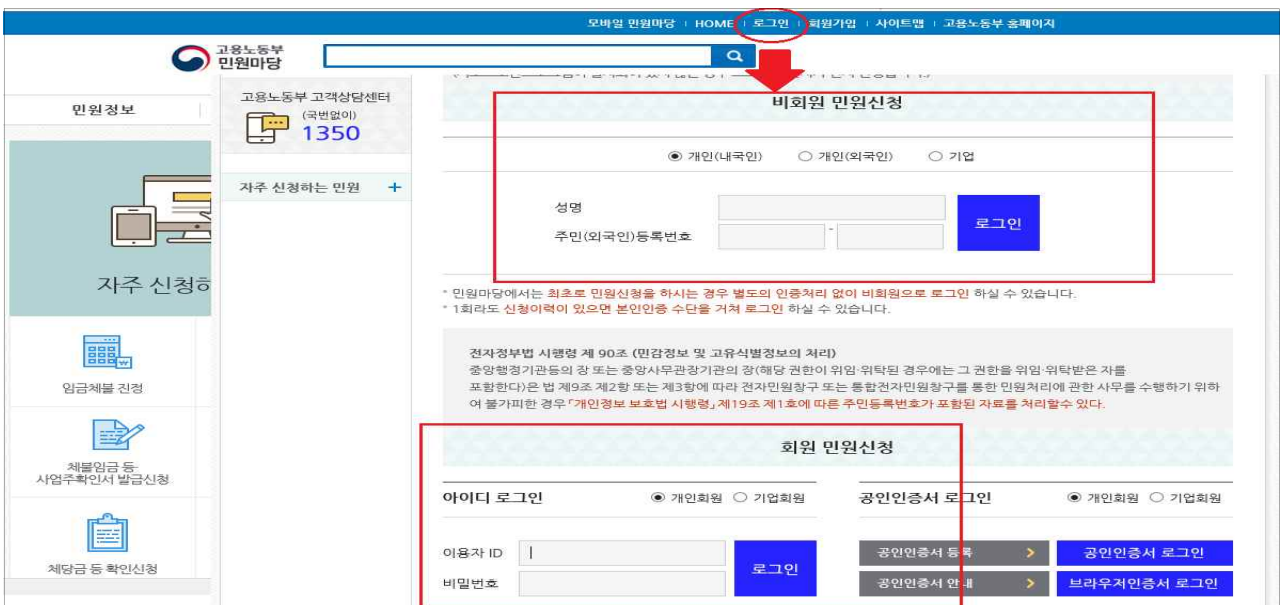 모바일 민원마당 | HOME | 로그인 | 회원가입 | 사이트맵 | 고용노동부 홈페이지
고용노동부
민원마당
민원정보
자주 신청하
임금체불 진정
체불임금 등·
사업주확인서 발급신청
체당금 등 확인신청
고용노동부 고객상담센터
(국번없이)
1350
자주 신청하는 민원 +
비회원 민원신청
개인(내국인) 개인(외국인) 기업
성명
주민(외국인)등록번호 -
로그인
* 민원마당에서는 최초로 민원신청을 하시는 경우 별도의 인증처리 없이 비회원으로 로그인 하실 수 있습니다.
* 1회라도 신청이력이 있으면 본인인증 수단을 거쳐 로그인 하실 수 있습니다.
전자정부법 시행령 제 90조 (민감정보 및 고유식별정보의 처리)
중앙행정기관등의 장 또는 중앙사무관장기관의 장(해당 권한이 위임·위탁된 경우에는 그 권한을 위임·위탁받은 자를
포함한다)은 법 제9조 제2항 또는 제3항에 따라 전자민원창구 또는 통합전자민원창구를 통한 민원처리에 관한 사무를 수행하기 위하
여 불가피한 경우 「개인정보 보호법 시행령」 제19조 제1호에 따른 주민등록번호가 포함된 자료를 처리할수 있다.
회원 민원신청
아이디 로그인 개인회원 기업회원
이용자 ID
비밀번호
로그인
공인인증서 로그인 개인회원 기업회원
공인인증서 등록 > 공인인증서 로그인
공인인증서 안내 > 브라우저인증서 로그인